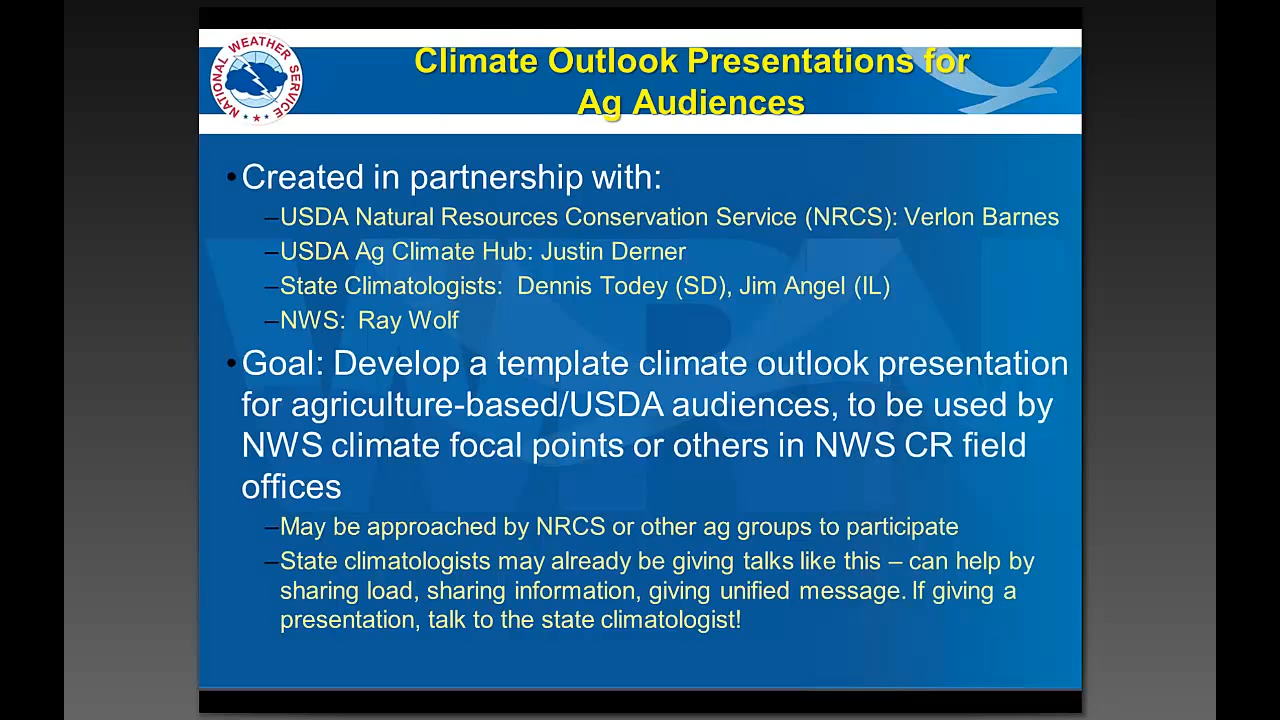 NATIONAL WEATHER SERVICE
Climate Outlook Presentations for
Ag Audiences
•Created in partnership with:
–USDA Natural Resources Conservation Service (NRCS): Verlon Barnes
–USDA Ag Climate Hub: Justin Derner
–State Climatologists:  Dennis Todey (SD), Jim Angel (IL)
–NWS:  Ray Wolf
•Goal: Develop a template climate outlook presentation
for agriculture-based/USDA audiences, to be used by
NWS climate focal points or others in NWS CR field
offices
–May be approached by NRCS or other ag groups to participate
–State climatologists may already be giving talks like this – can help by
sharing load, sharing information, giving unified message. If giving a
presentation, talk to the state climatologist!